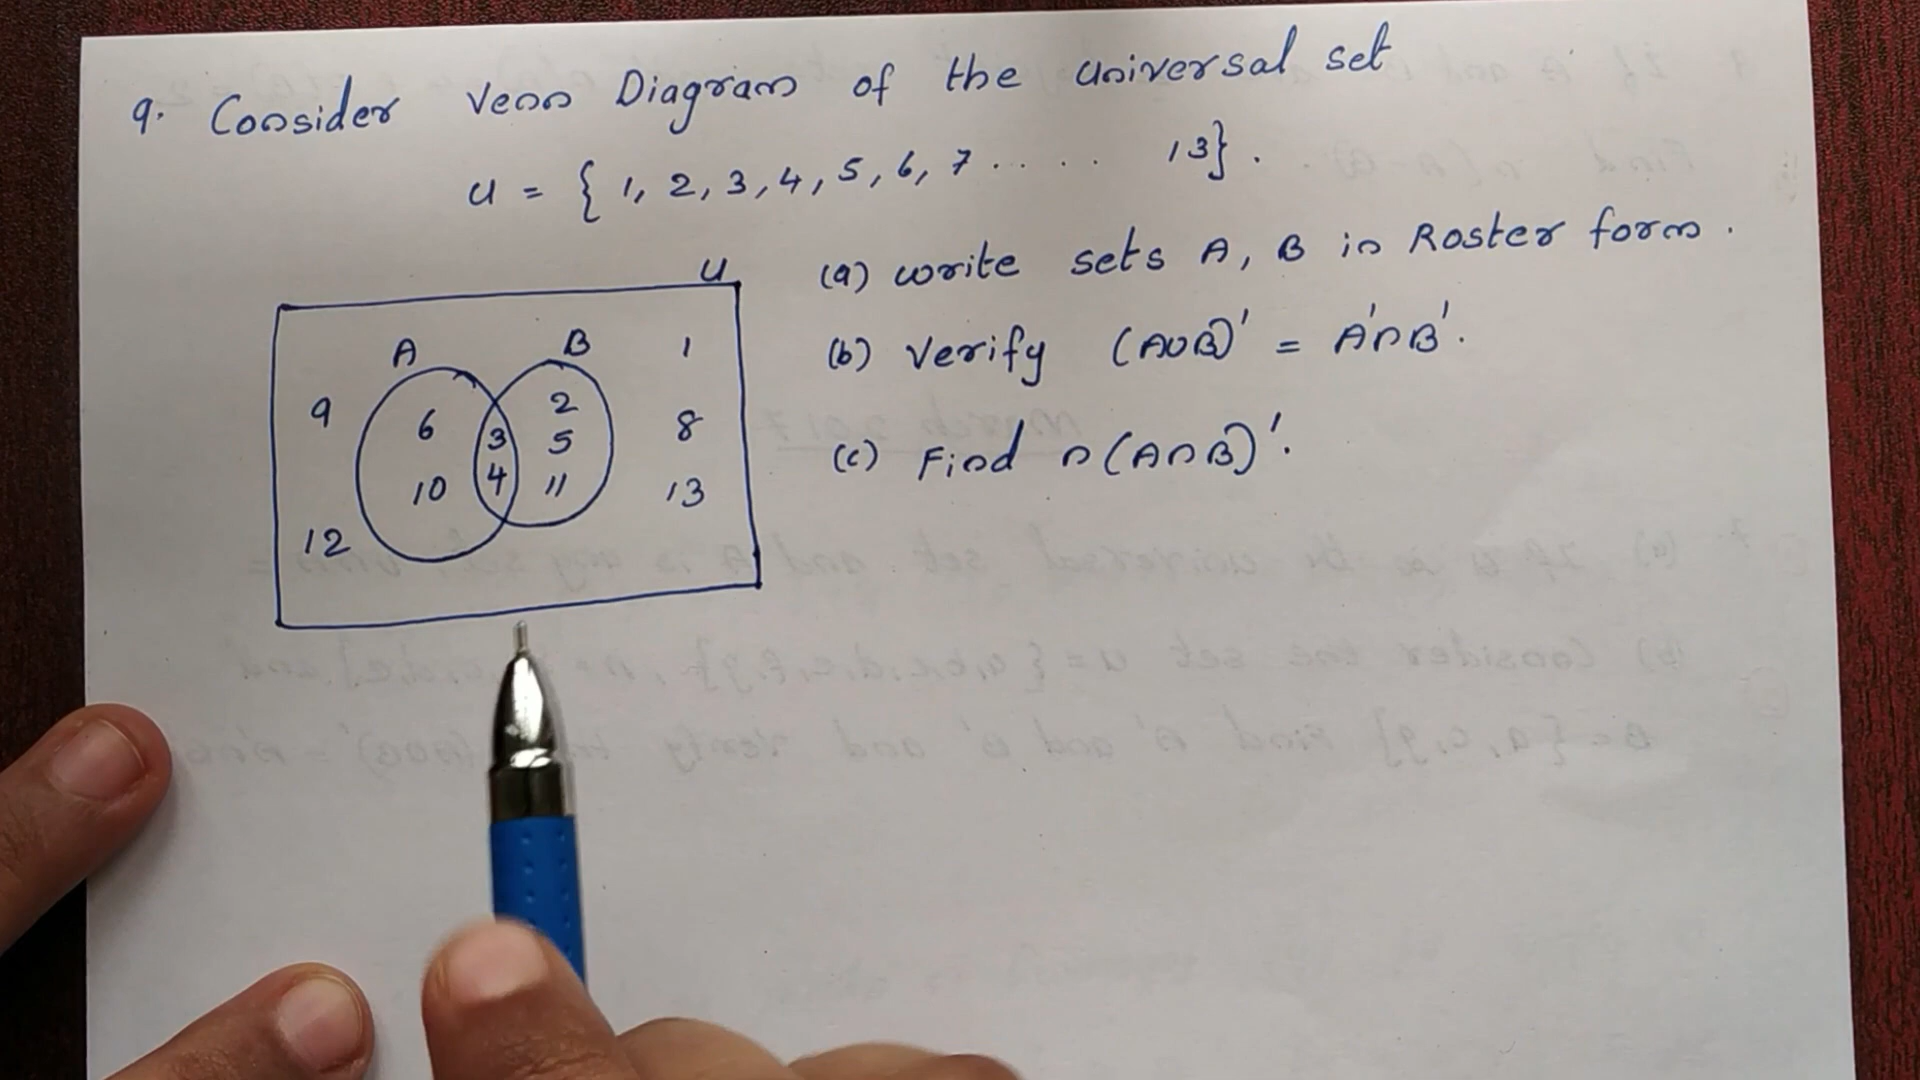 9. Consider Venn Diagram of the universal set
U = { 1, 2, 3, 4, 5, 6, 7 . . . . . 13} .
U
A
B
1
9
6
3
2
8
5
10
4
11
13
12
(a) write sets A, B in Roster form .
(b) Verify (A∪B)' = A'∩B'.
(c) Find n(A∩B)'.